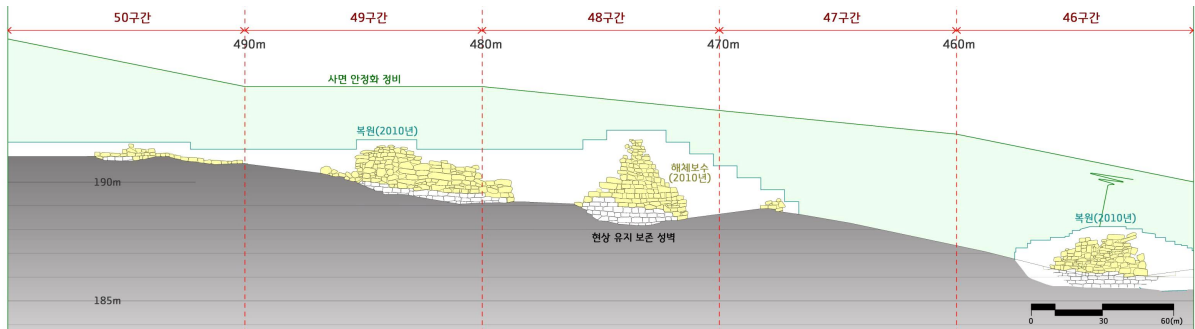 50구간
49구간
48구간
47구간
46구간
490m
480m
470m
460m
사면 안정화 정비
복원(2010년)
해체보수
(2010년)
190m
복원(2010년)
현상 유지 보존 성벽
185m
0
30
60(m)